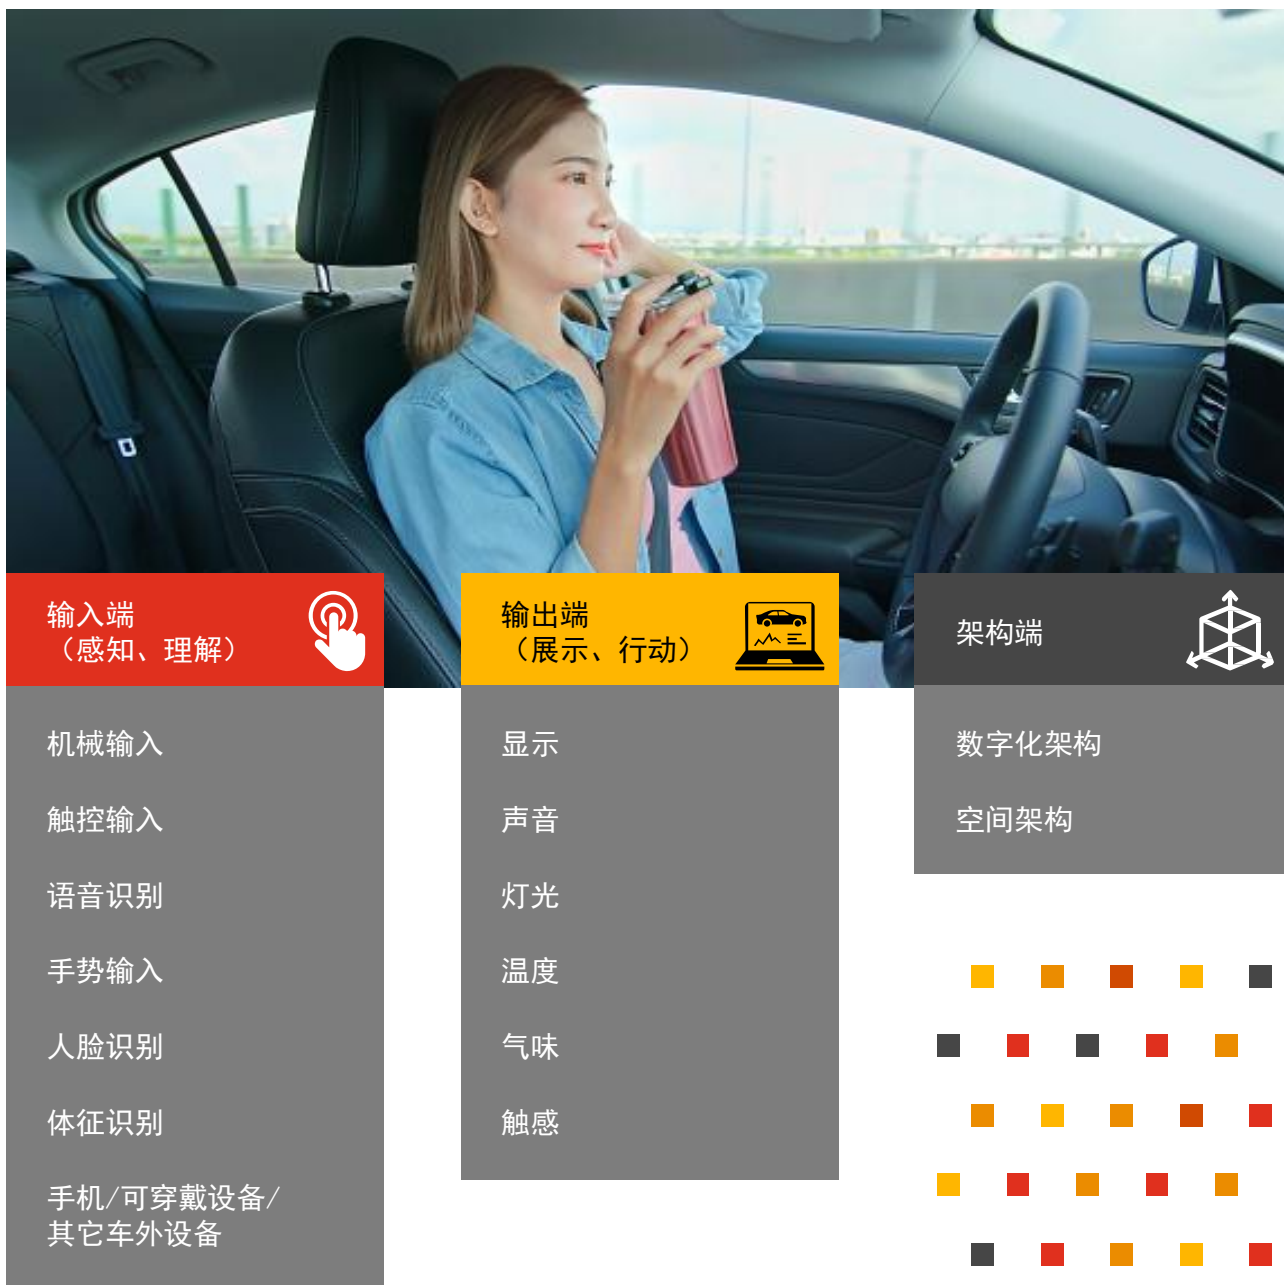 输入端
（感知、理解）
机械输入
触控输入
语音识别
手势输入
人脸识别
体征识别
手机/可穿戴设备/
其它车外设备
输出端
（展示、行动）
显示
声音
灯光
温度
气味
触感
架构端
数字化架构
空间架构